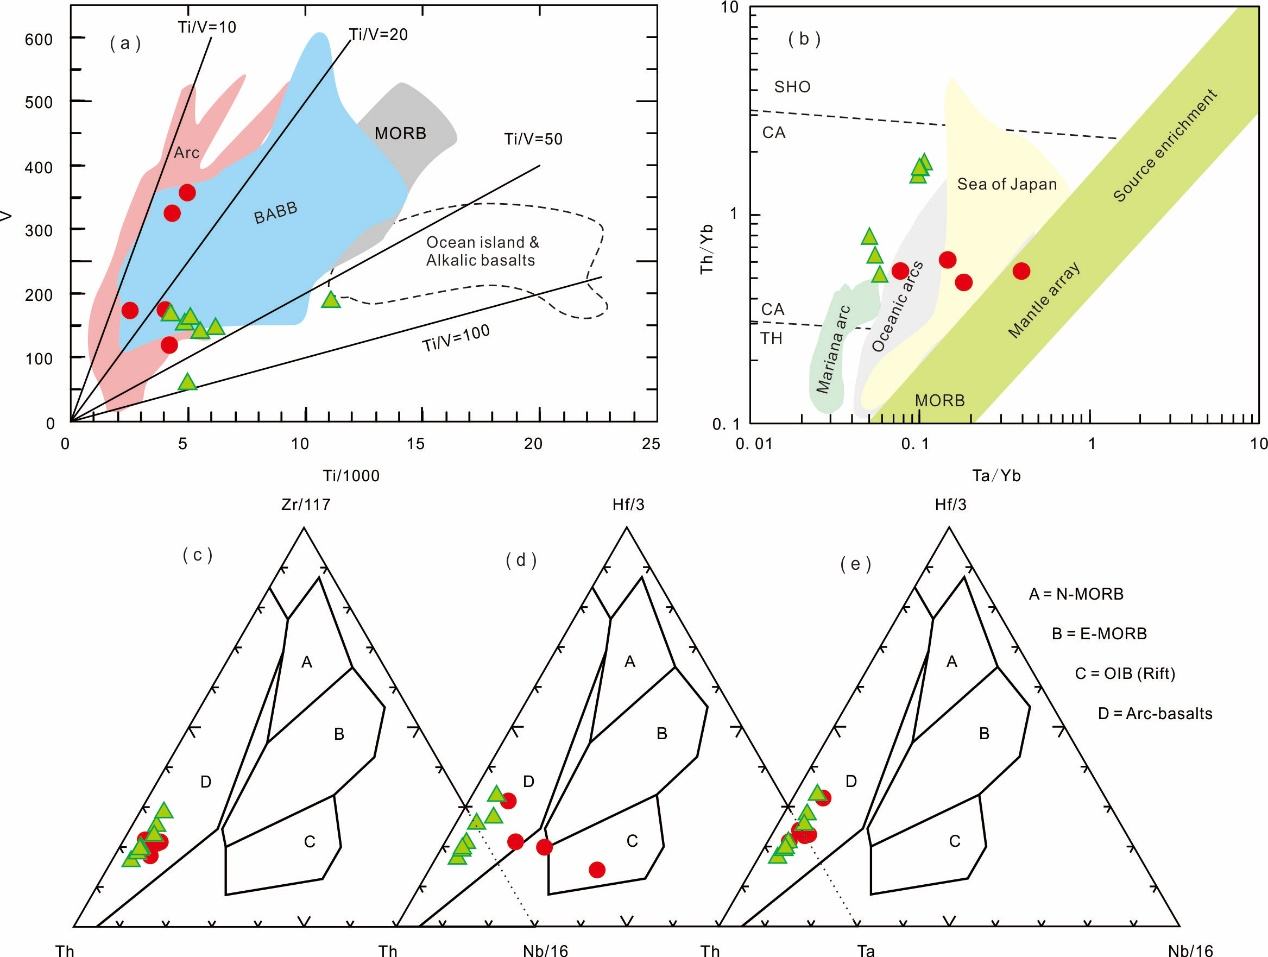 Ti/V=10
Ti/V=20
(a)
600
500
400
300
200
100
0
V
Arc
BABB
MORB
Ti/V=50
Ocean island &
Alkalic basalts
Ti/V=100
0
5
10
15
20
25
Ti/1000
(b)
10
1
0.1
Th/Yb
SHO
CA
CA
TH
Sea of Japan
Source enrichment
Mantle array
Oceanic arcs
Mariana arc
MORB
0.01
0.1
1
10
Ta/Yb
Zr/117
Hf/3
Hf/3
(c)
(d)
(e)
A
B
C
D
A
B
C
D
A
B
C
D
A = N-MORB
B = E-MORB
C = OIB (Rift)
D = Arc-basalts
Th
Th
Nb/16
Th
Ta
Nb/16